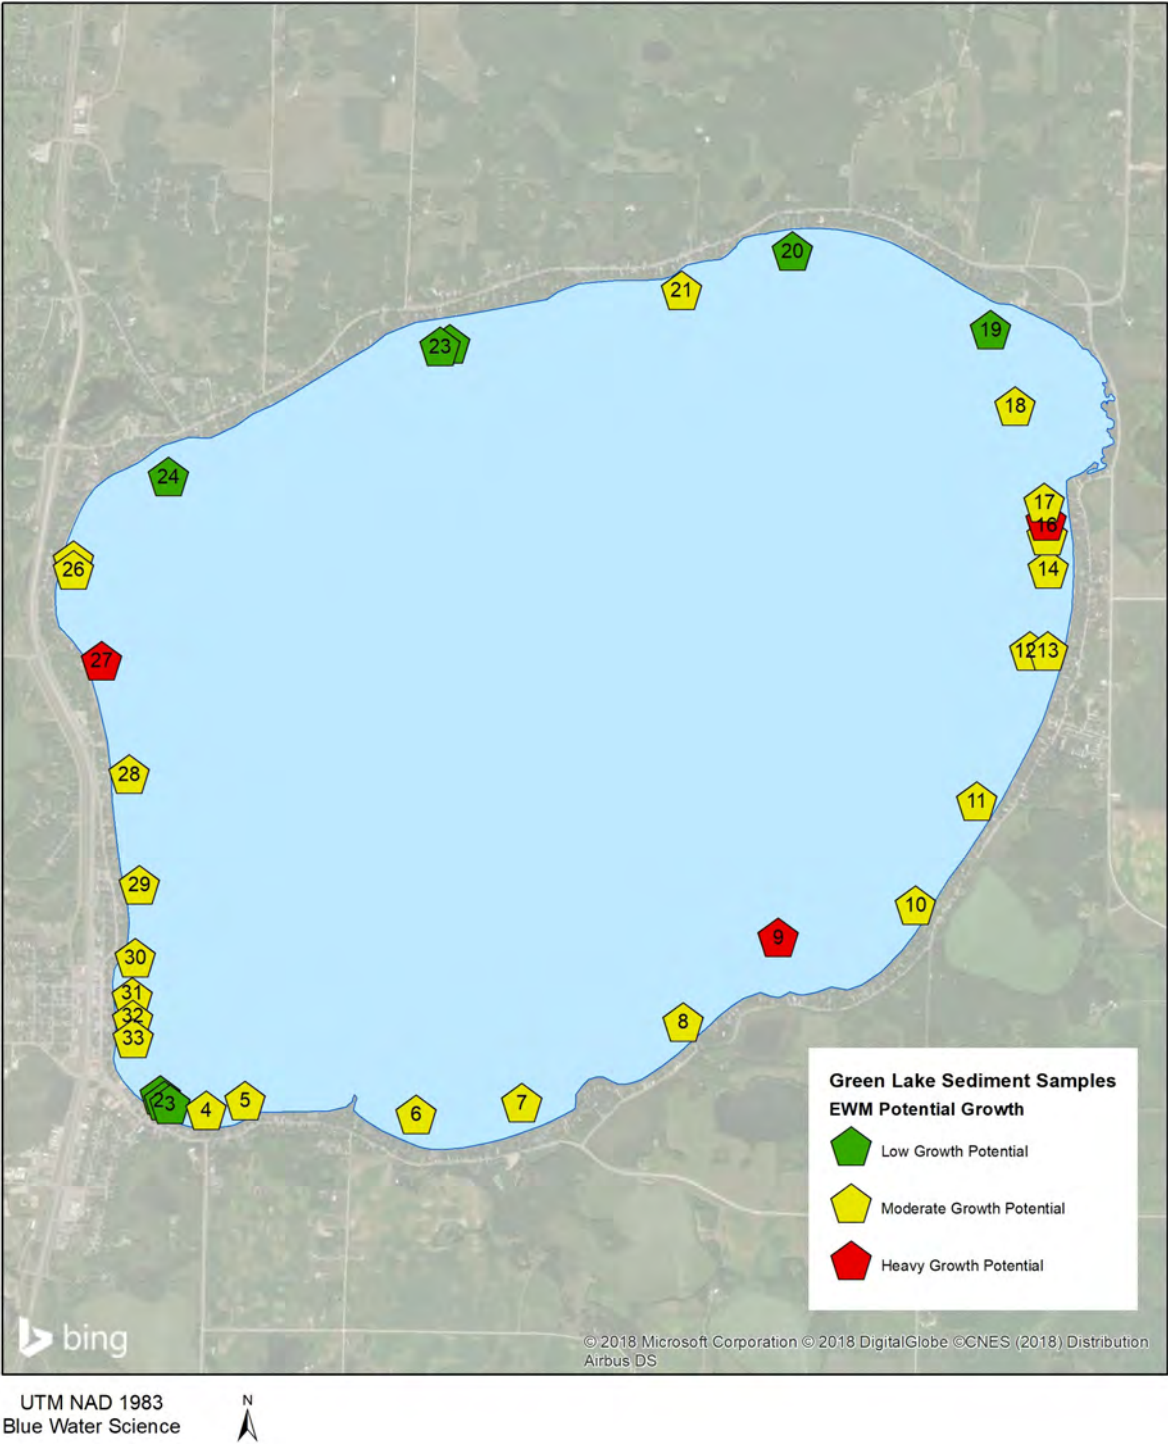 20
21
19
23
18
24
17
16
26
14
12 13
27
28
11
29
10
9
30
31
8
32
33
23
4
5
6
7
Green Lake Sediment Samples
EWM Potential Growth
Low Growth Potential
Moderate Growth Potential
Heavy Growth Potential
bing
© 2018 Microsoft Corporation © 2018 DigitalGlobe ©CNES (2018) Distribution
Airbus DS
UTM NAD 1983
Blue Water Science
N